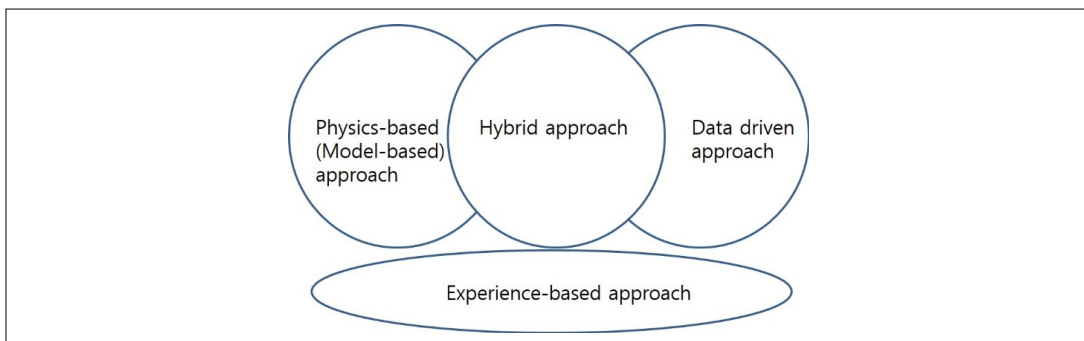 Physics-based
(Model-based)
approach
Hybrid approach
Data driven
approach
Experience-based approach